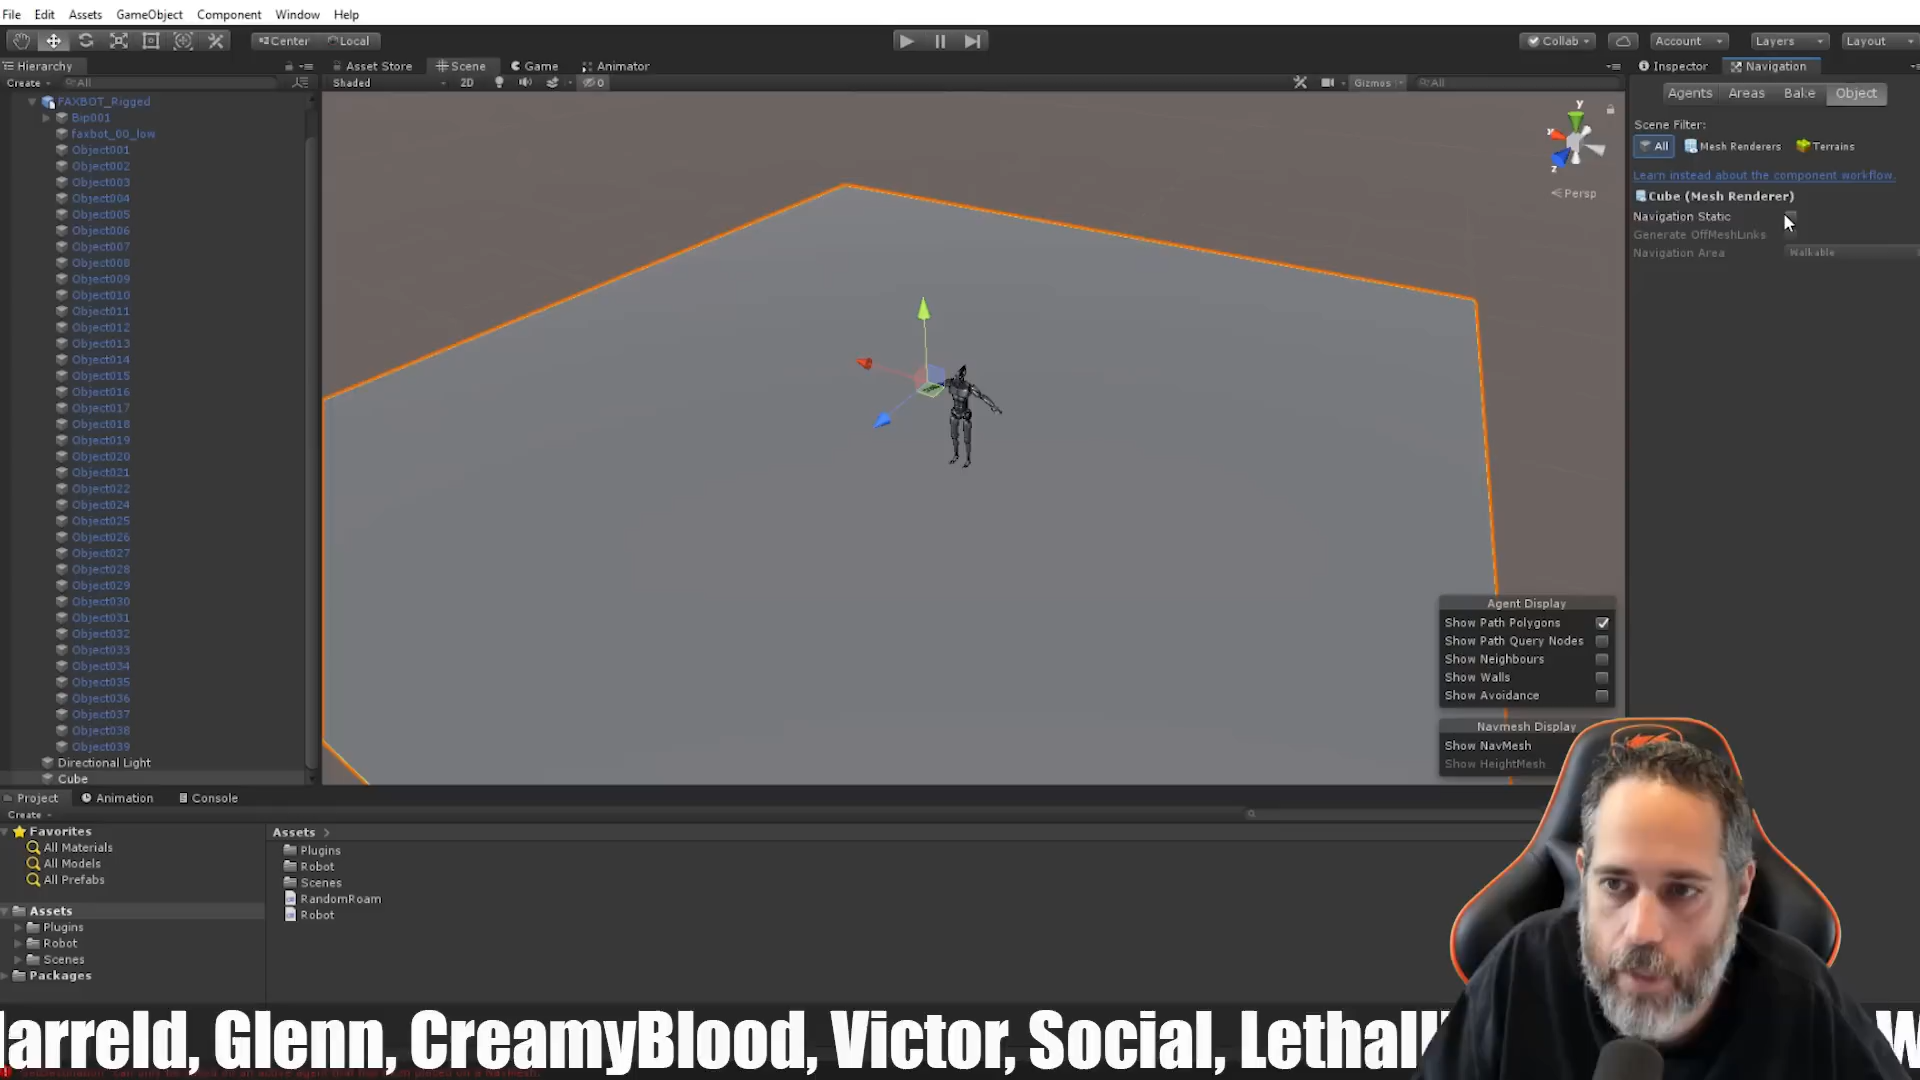 File Edit Assets GameObject Component Window Help
Center Local
Collab Account Layers Layout
Hierarchy
Create All
Asset Store Scene Game Animator
Shaded 2D 0 Gizmos All
Inspector Navigation
Agents Areas Bake Object
Scene Filter:
All Mesh Renderers Terrains
Learn instead about the component workflow.
Cube (Mesh Renderer)
Navigation Static
Generate OffMeshLinks
Navigation Area Walkable
y
x
z
Persp
FAXBOT_Rigged
Bip001
faxbot_00_low
Object001
Object002
Object003
Object004
Object005
Object006
Object007
Object008
Object009
Object010
Object011
Object012
Object013
Object014
Object015
Object016
Object017
Object018
Object019
Object020
Object021
Object022
Object024
Object025
Object026
Object027
Object028
Object029
Object030
Object031
Object032
Object033
Object034
Object035
Object036
Object037
Object038
Object039
Directional Light
Cube
Agent Display
Show Path Polygons
Show Path Query Nodes
Show Neighbours
Show Walls
Show Avoidance
Navmesh Display
Show NavMesh
Show HeightMesh
Project Animation Console
Create
Favorites
All Materials
All Models
All Prefabs
Assets
Plugins
Robot
Scenes
Packages
Assets
Plugins
Robot
Scenes
RandomRoam
Robot
Glenn, CreamyBlood, Victor, Social,